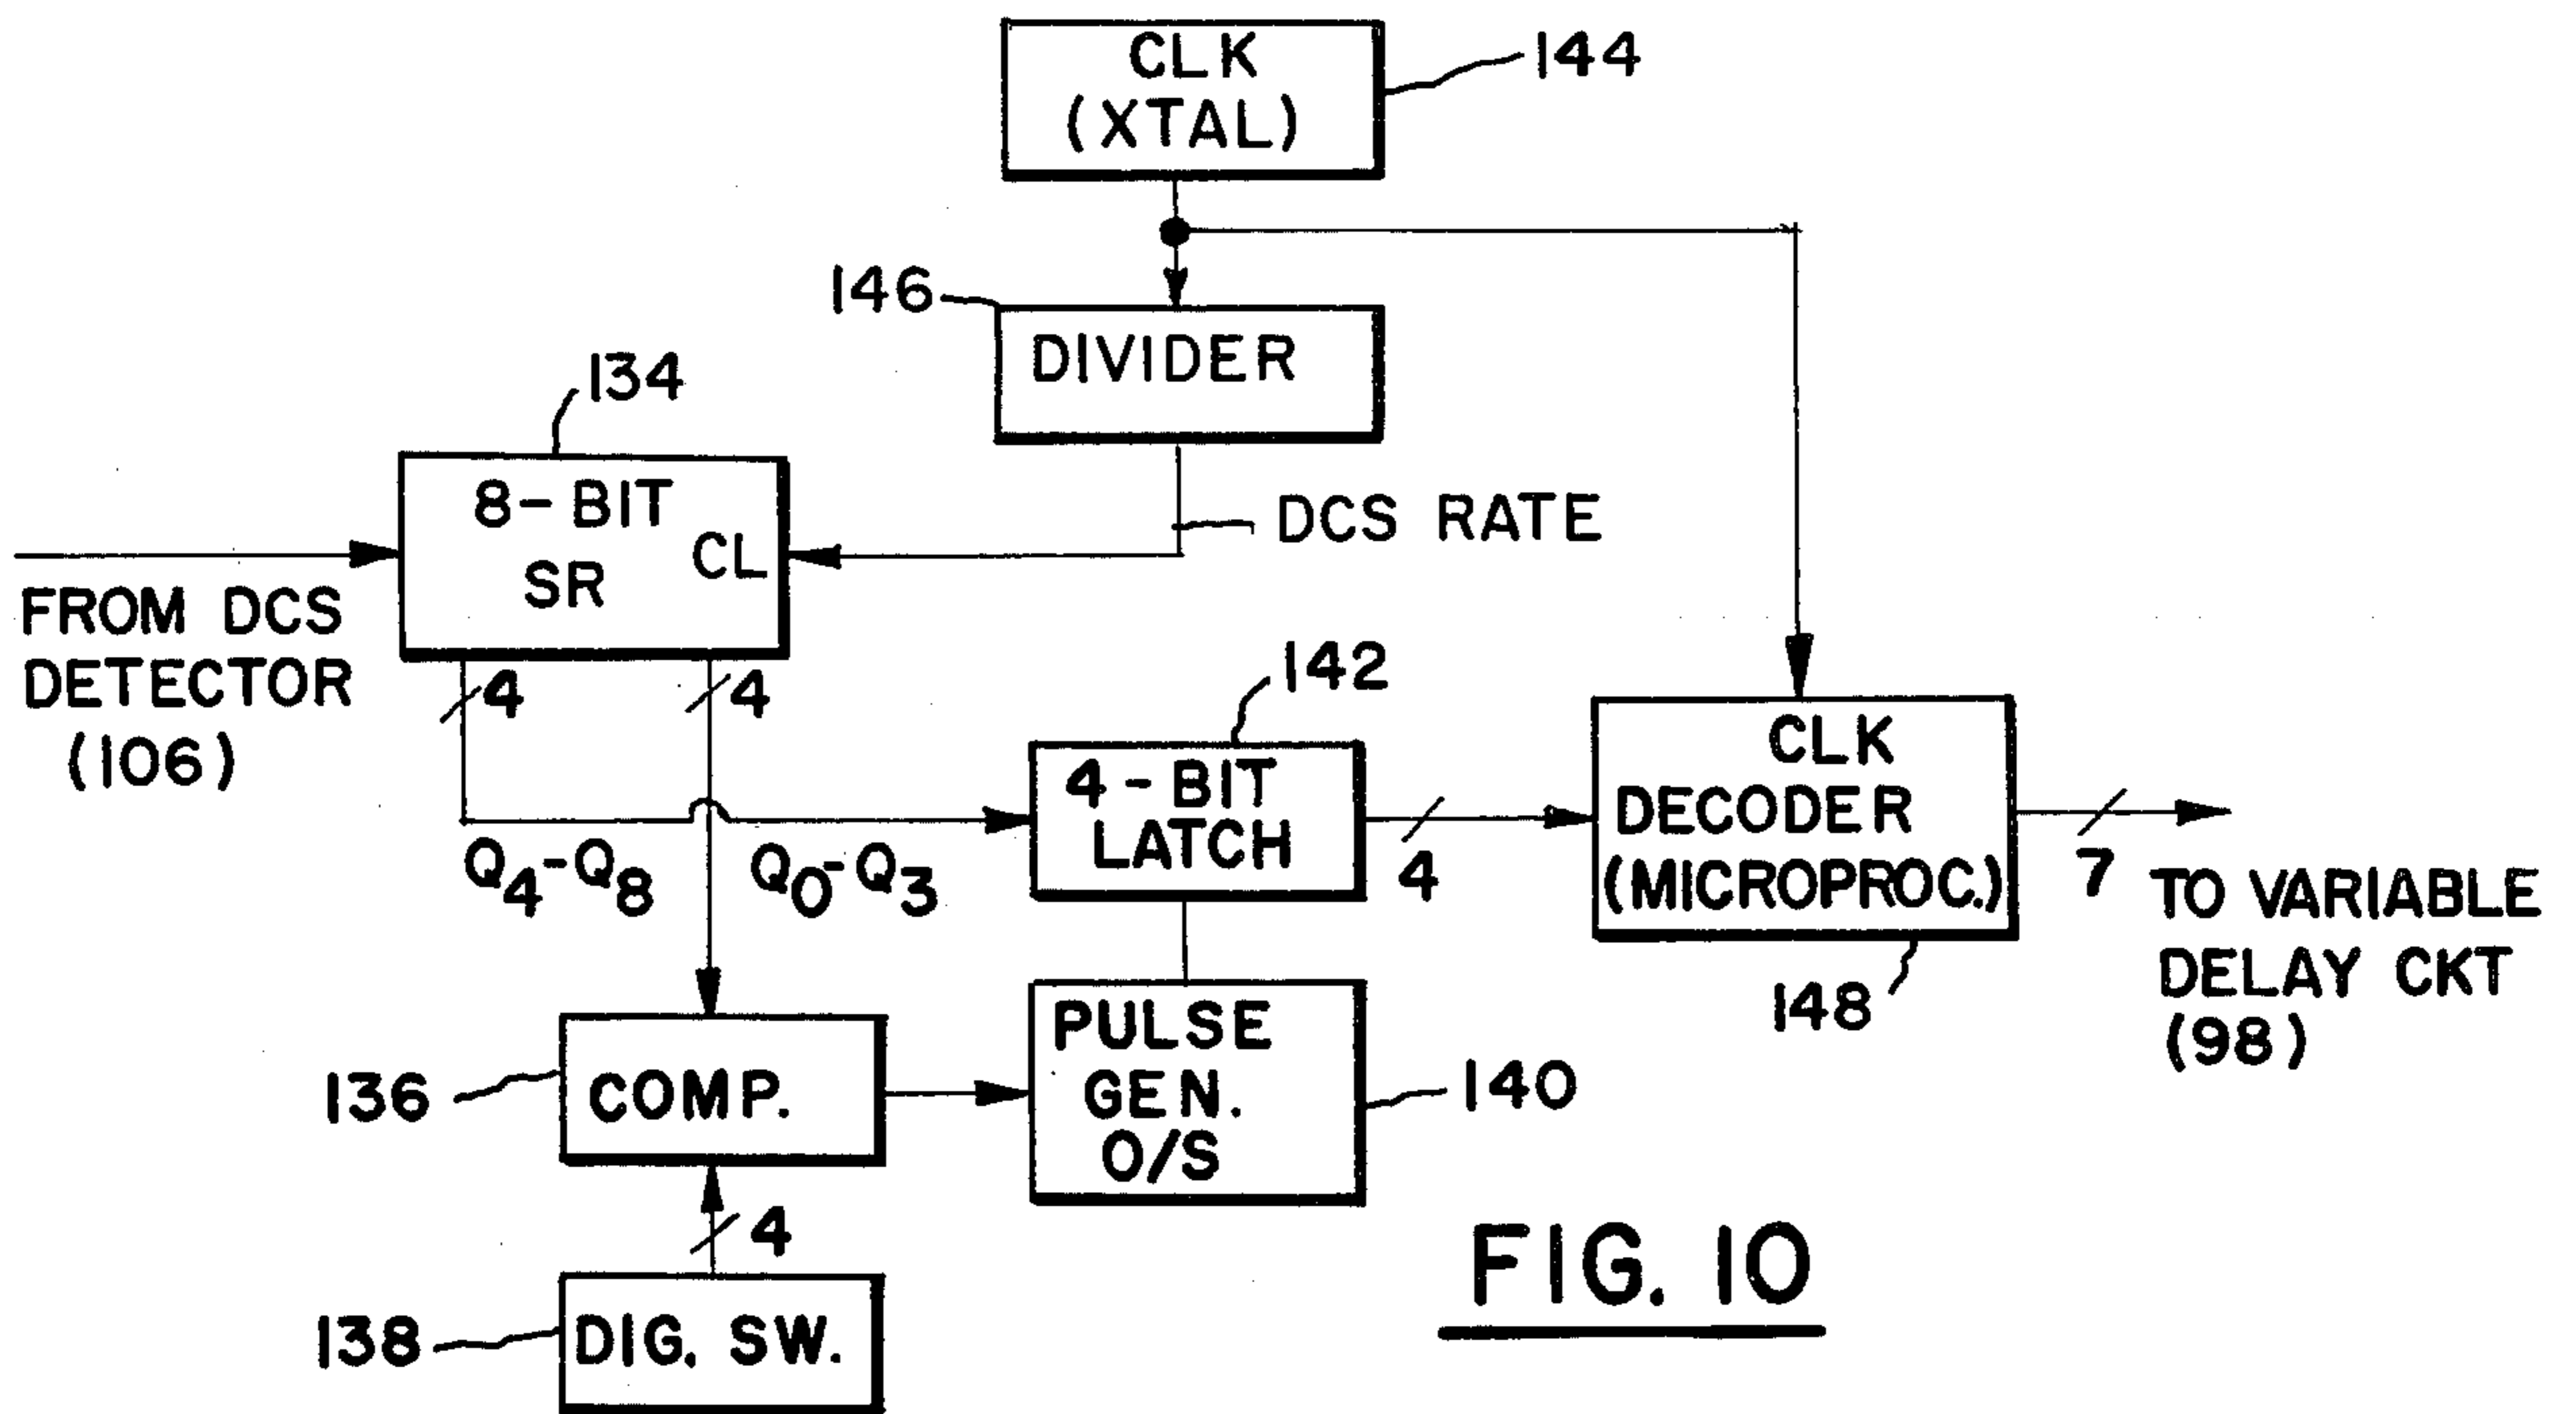 CLK
(XTAL)
144
146
DIVIDER
134
8-BIT
SR
CL
DCS RATE
FROM DCS
DETECTOR
(106)
4
4
142
4-BIT
LATCH
CLK
DECODER
(MICROPROC.)
Q4-Q8
Q0-Q3
4
7
TO VARIABLE
DELAY CKT
(98)
148
136
COMP.
PULSE
GEN.
O/S
140
4
138
DIG. SW.
FIG. 10